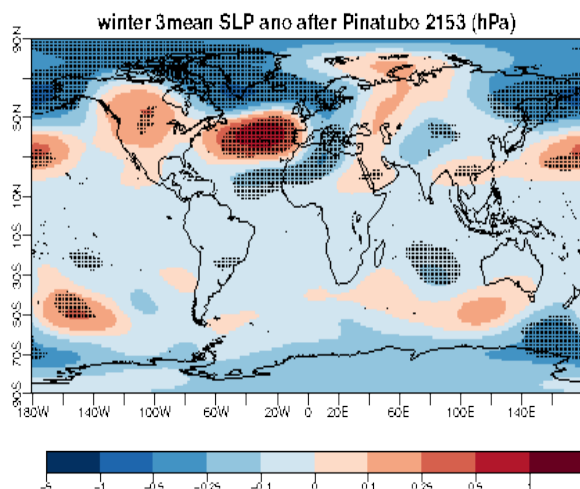 winter 3mean SLP ano after Pinatubo 2153 (hPa)
90N
50N
10N
10S
30S
50S
70S
90S
180W 140W 100W 60W 20W 0 20E 60E 100E 140E
-1 -0.5 -0.25 -0.1 0 0.1 0.25 0.5 1